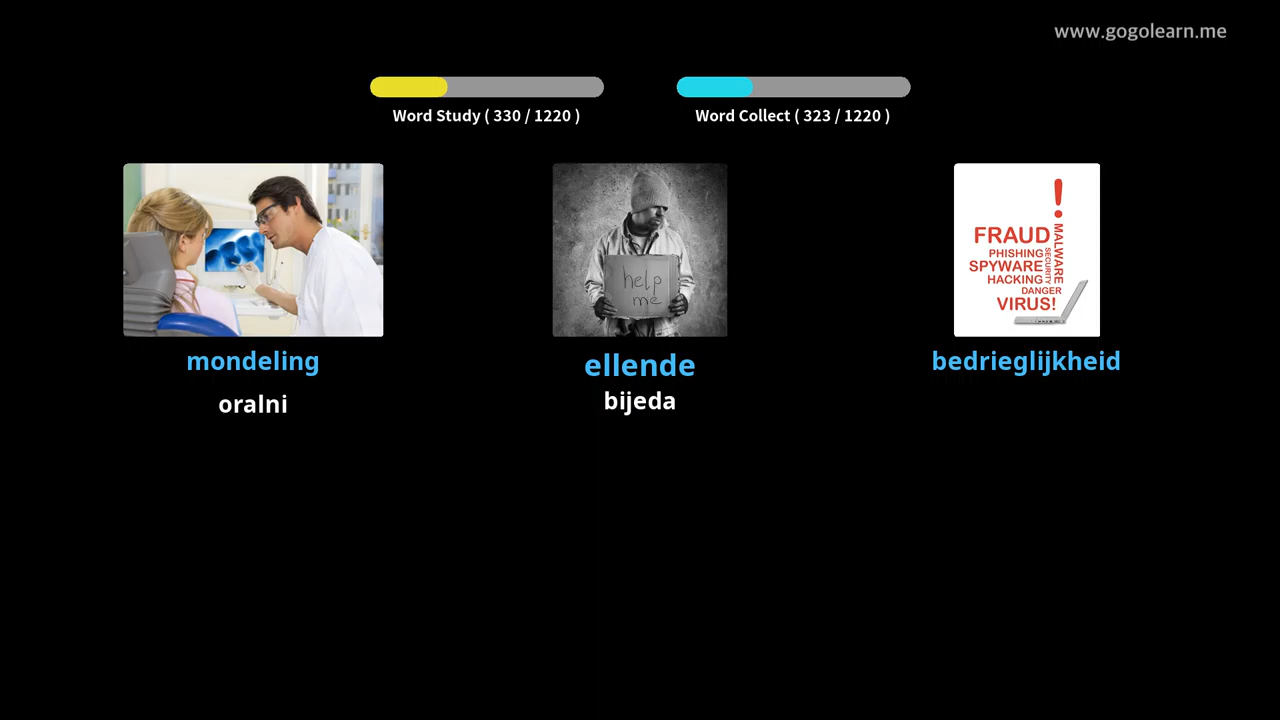 www.gogolearn.me
Word Study ( 330 / 1220 )
Word Collect ( 323 / 1220 )
help
me
!
FRAUD
PHISHING
SPYWARE
HACKING
DANGER
VIRUS!
MALWARE
SECURITY
mondeling
ellende
bedrieglijkheid
oralni
bijeda